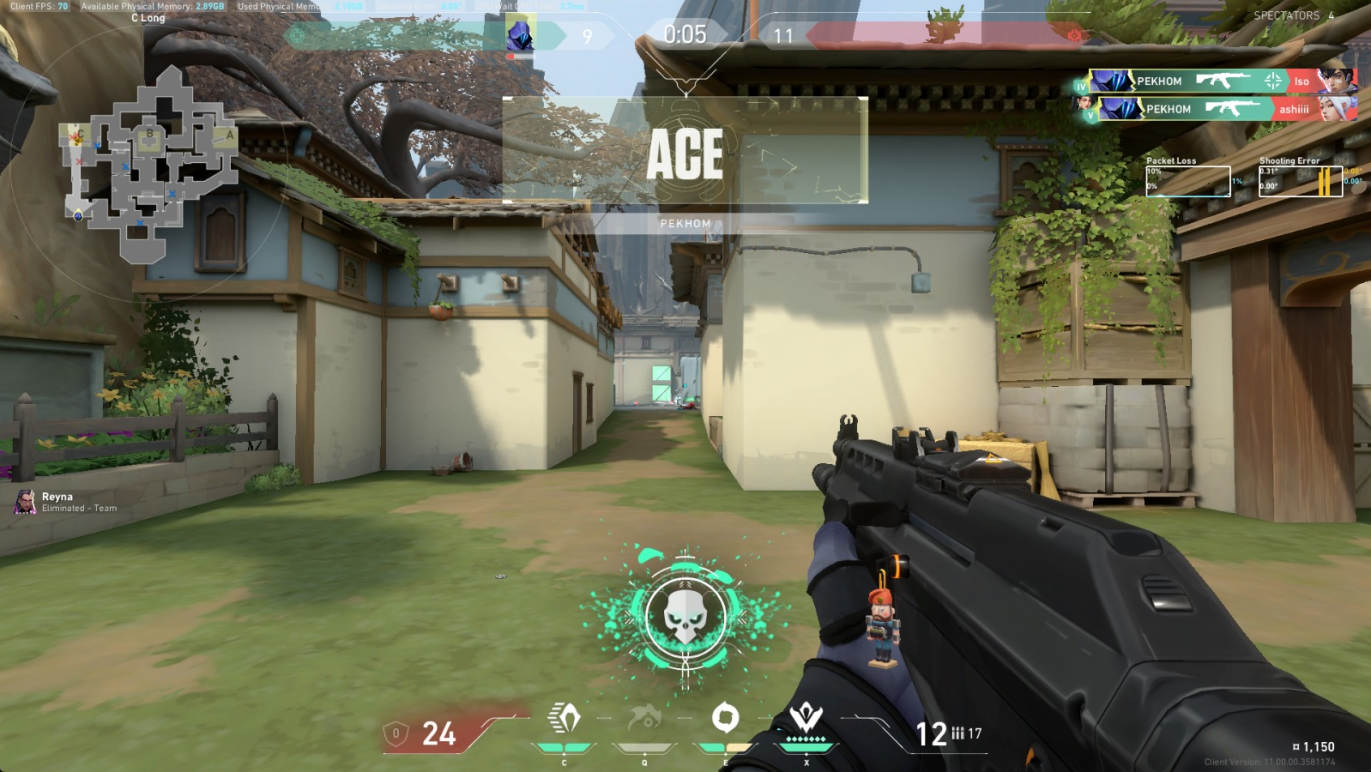 Client FPS: 70 Available Physical Memory: 2.89GB Used Physical Memory
C Long
9
0:05
11
SPECTATORS 4
IV PEKHOM Iso
V PEKHOM ashiiii
ACE
PEKHOM
C B A
Packet Loss Shooting Error
10% 0.31°
0% 1% 0.00°
Reyna
Eliminated - Team
0 24
12 17
C Q E X
1,150
Client Version: 11.00.00.3581174